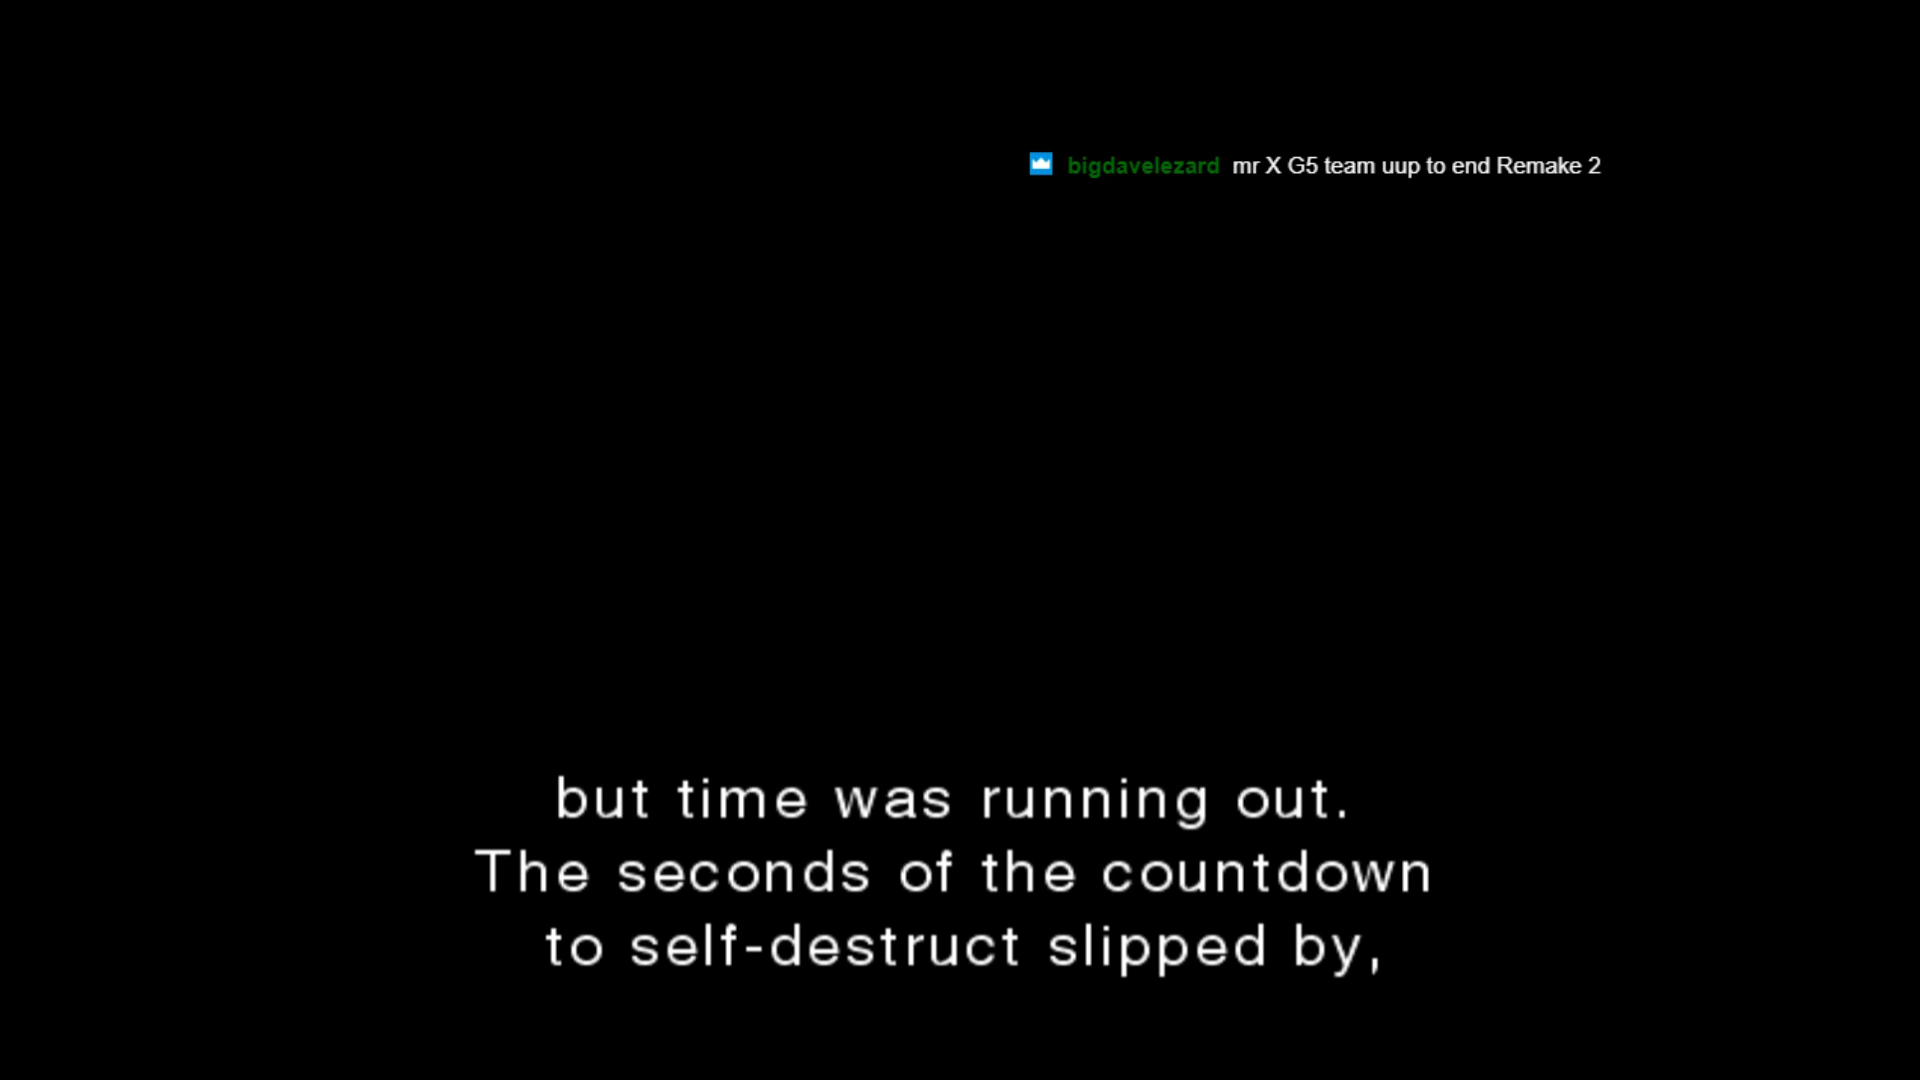 bigdavelezard mr X G5 team uup to end Remake 2
but time was running out.
The seconds of the countdown
to self-destruct slipped by,